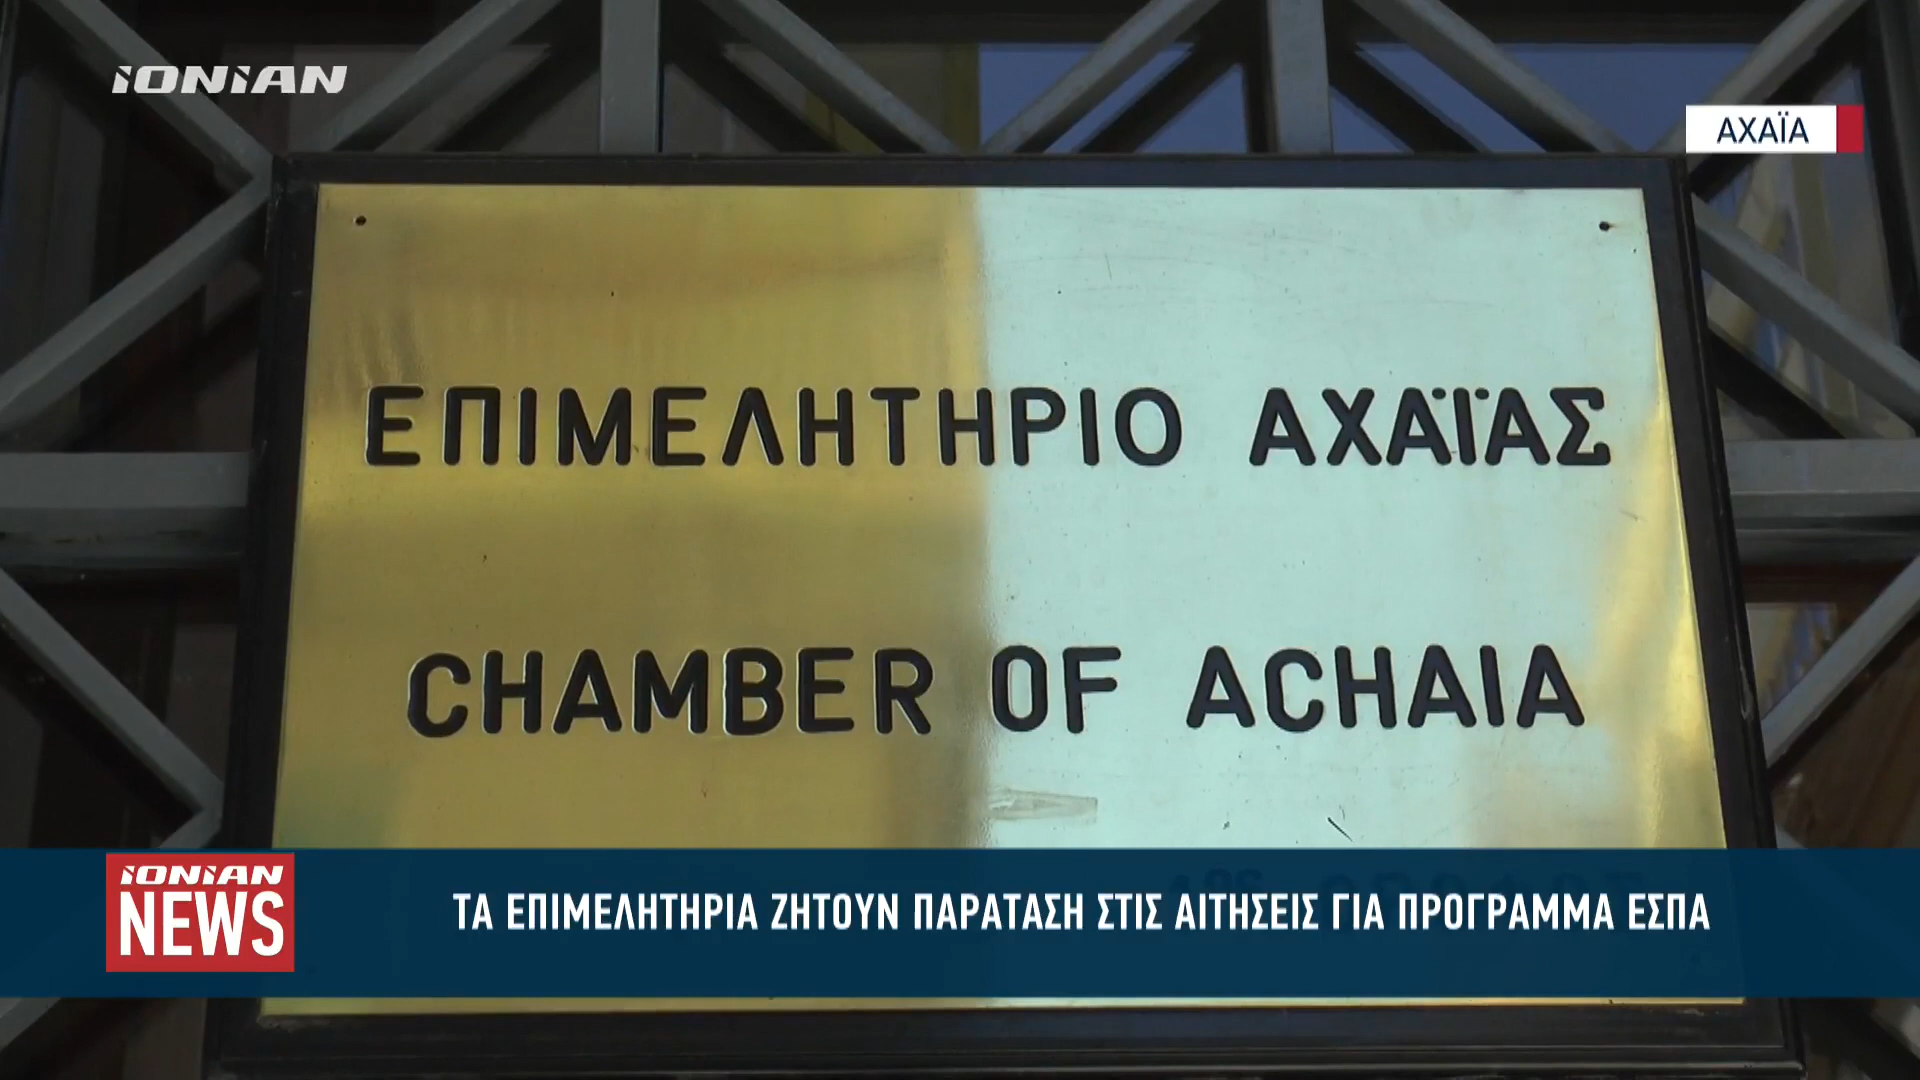 IONIAN
ΑΧΑΪΑ
ΕΠΙΜΕΛΗΤΗΡΙΟ ΑΧΑΪΑΣ
CHAMBER OF ACHAIA
IONIAN
NEWS
ΤΑ ΕΠΙΜΕΛΗΤΗΡΙΑ ΖΗΤΟΥΝ ΠΑΡΑΤΑΣΗ ΣΤΙΣ ΑΙΤΗΣΕΙΣ ΓΙΑ ΠΡΟΓΡΑΜΜΑ ΕΣΠΑ